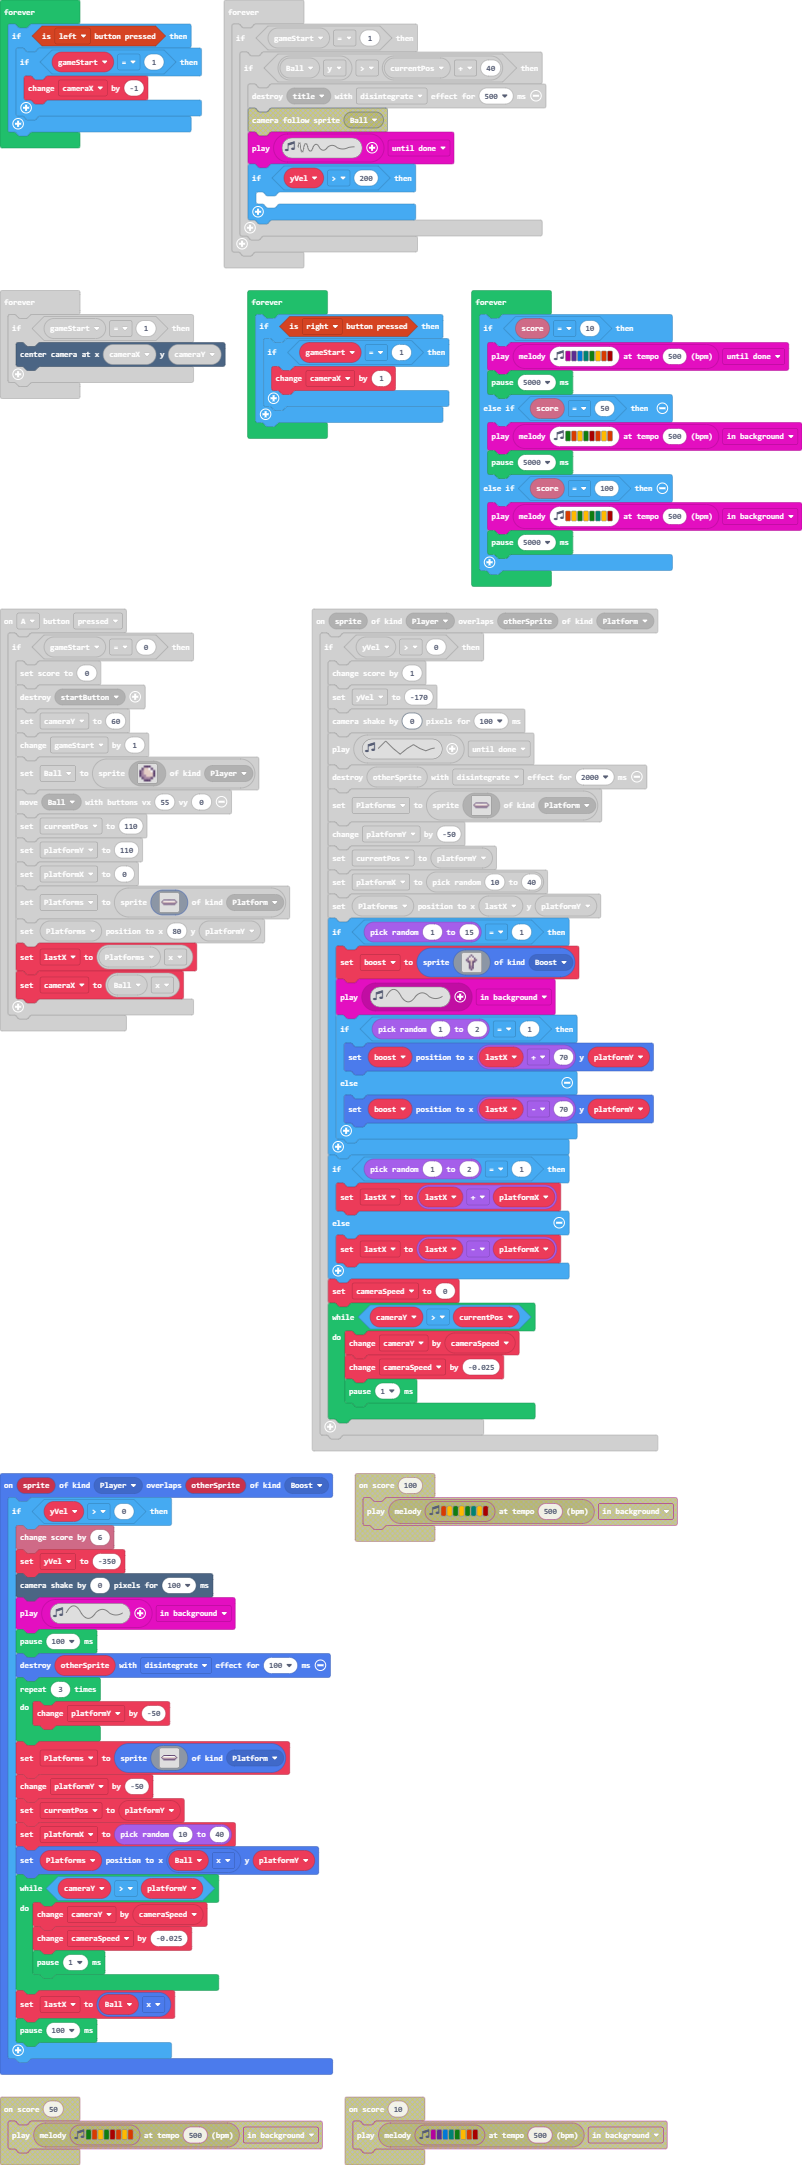 forever
if is left button pressed then
if gameStart = 1 then
change cameraX by -1
forever
if gameStart = 1 then
if Ball y > currentPos + 40 then
destroy title with disintegrate effect for 500 ms
camera follow sprite Ball
play until done
if yVel > 200 then
forever
if gameStart = 1 then
center camera at x cameraX y cameraY
forever
if is right button pressed then
if gameStart = 1 then
change cameraX by 1
forever
if score = 10 then
play melody at tempo 500 (bpm) until done
pause 5000 ms
else if score = 50 then
play melody at tempo 500 (bpm) in background
pause 5000 ms
else if score = 100 then
play melody at tempo 500 (bpm) in background
pause 5000 ms
on A button pressed
if gameStart = 0 then
set score to 0
destroy startButton
set cameraY to 60
change gameStart by 1
set Ball to sprite of kind Player
move Ball with buttons vx 55 vy 0
set currentPos to 110
set platformY to 110
set platformX to 0
set Platforms to sprite of kind Platform
set Platforms position to x 80 y platformY
set lastX to Platforms x
set cameraX to Ball x
on sprite of kind Player overlaps otherSprite of kind Platform
if yVel > 0 then
change score by 1
set yVel to -170
camera shake by 0 pixels for 100 ms
play until done
destroy otherSprite with disintegrate effect for 2000 ms
set Platforms to sprite of kind Platform
change platformY by -50
set currentPos to platformY
set platformX to pick random 10 to 40
set Platforms position to x lastX y platformY
if pick random 1 to 15 = 1 then
set boost to sprite of kind Boost
play in background
if pick random 1 to 2 = 1 then
set boost position to x lastX + 70 y platformY
else
set boost position to x lastX - 70 y platformY
if pick random 1 to 2 = 1 then
set lastX to lastX + platformX
else
set lastX to lastX - platformX
set cameraSpeed to 0
while cameraY > currentPos
do
change cameraY by cameraSpeed
change cameraSpeed by -0.025
pause 1 ms
on sprite of kind Player overlaps otherSprite of kind Boost
if yVel > 0 then
change score by 6
set yVel to -350
camera shake by 0 pixels for 100 ms
play in background
pause 100 ms
destroy otherSprite with disintegrate effect for 100 ms
repeat 3 times
do change platformY by -50
set Platforms to sprite of kind Platform
change platformY by -50
set currentPos to platformY
set platformX to pick random 10 to 40
set Platforms position to x Ball x y platformY
while cameraY > platformY
do change cameraY by cameraSpeed
change cameraSpeed by -0.025
pause 1 ms
set lastX to Ball x
pause 100 ms
on score 100
play melody at tempo 500 (bpm) in background
on score 50
play melody at tempo 500 (bpm) in background
on score 10
play melody at tempo 500 (bpm) in background